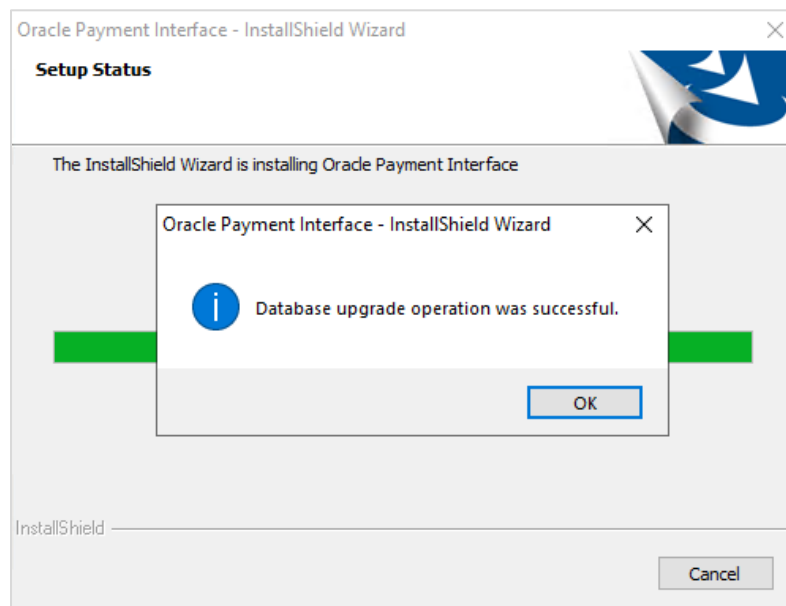 Oracle Payment Interface - InstallShield Wizard
Setup Status
The InstallShield Wizard is installing Oracle Payment Interface
Oracle Payment Interface - InstallShield Wizard
Database upgrade operation was successful.
OK
InstallShield
Cancel